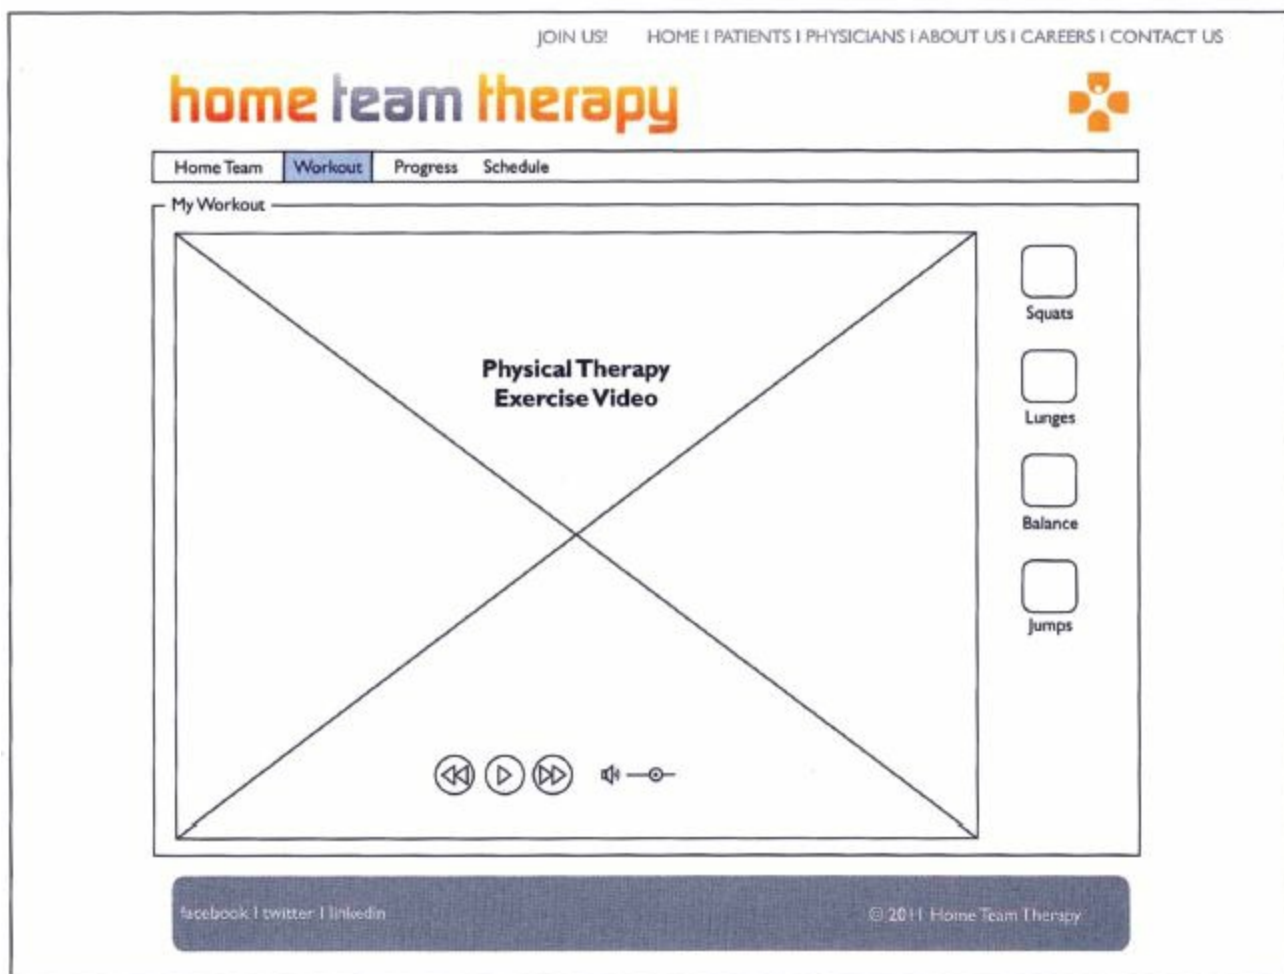 JOIN US! HOME I PATIENTS I PHYSICIANS I ABOUT US I CAREERS I CONTACT US
home team therapy
Home Team Workout Progress Schedule
My Workout
Physical Therapy
Exercise Video
Squats
Lunges
Balance
Jumps
facebook I twitter I linkedin © 2011 Home Team Therapy